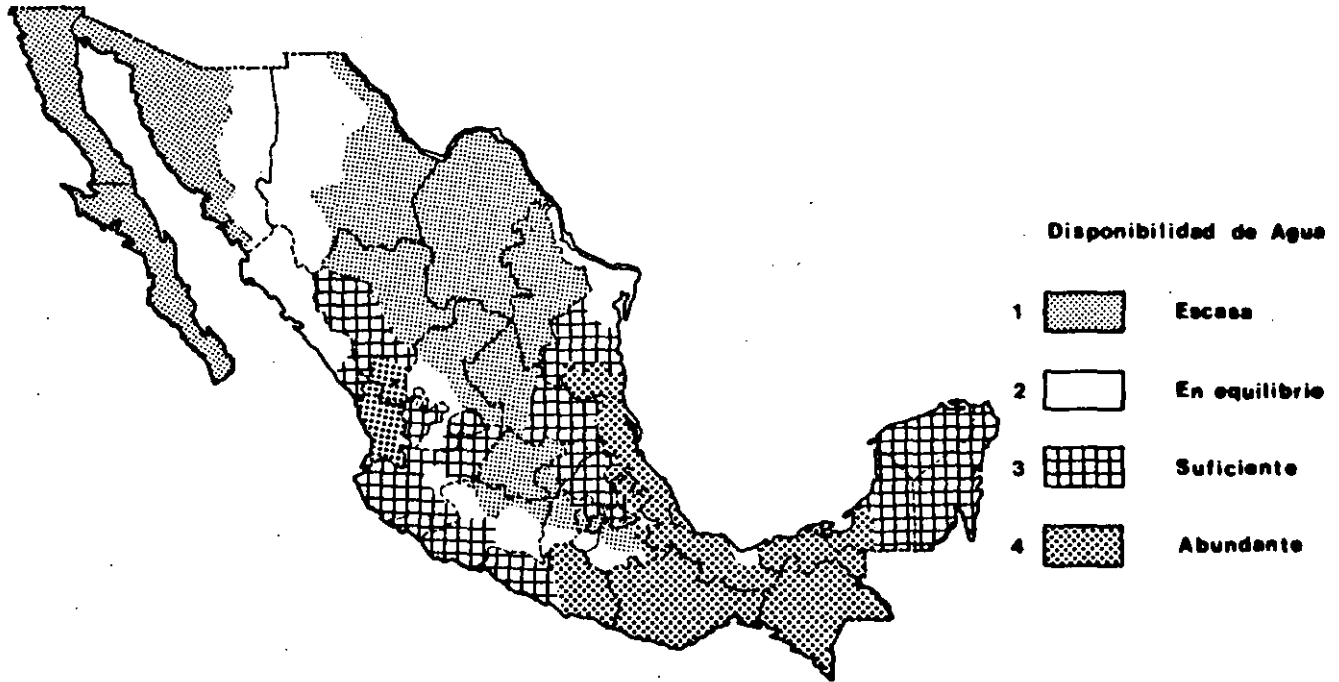 Disponibilidad de Agua
1 Escasa
2 En equilibrio
3 Suficiente
4 Abundante